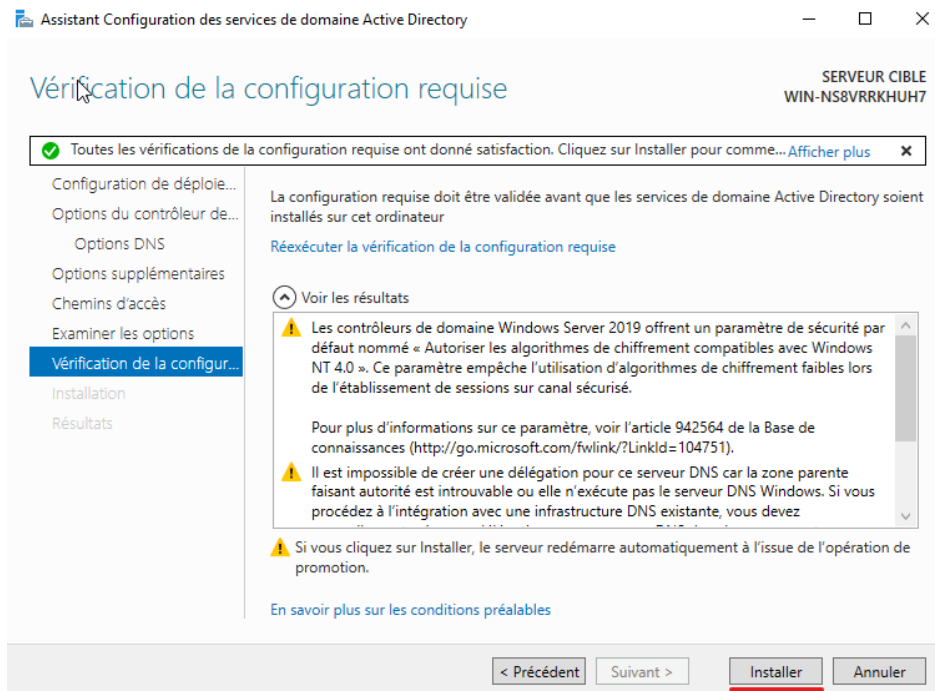 Assistant Configuration des services de domaine Active Directory
Vérification de la configuration requise
SERVEUR CIBLE
WIN-NS8VRRKHUH7
Toutes les vérifications de la configuration requise ont donné satisfaction. Cliquez sur Installer pour comme... Afficher plus
Configuration de déploie...
Options du contrôleur de...
Options DNS
Options supplémentaires
Chemins d'accès
Examiner les options
Vérification de la configur...
Installation
Résultats
La configuration requise doit être validée avant que les services de domaine Active Directory soient
installés sur cet ordinateur
Réexécuter la vérification de la configuration requise
Voir les résultats
Les contrôleurs de domaine Windows Server 2019 offrent un paramètre de sécurité par
défaut nommé « Autoriser les algorithmes de chiffrement compatibles avec Windows
NT 4.0 ». Ce paramètre empêche l'utilisation d'algorithmes de chiffrement faibles lors
de l'établissement de sessions sur canal sécurisé.
Pour plus d'informations sur ce paramètre, voir l'article 942564 de la Base de
connaissances (http://go.microsoft.com/fwlink/?LinkId=104751).
Il est impossible de créer une délégation pour ce serveur DNS car la zone parente
faisant autorité est introuvable ou elle n'exécute pas le serveur DNS Windows. Si vous
procédez à l'intégration avec une infrastructure DNS existante, vous devez
Si vous cliquez sur Installer, le serveur redémarre automatiquement à l'issue de l'opération de
promotion.
En savoir plus sur les conditions préalables
< Précédent
Suivant >
Installer
Annuler